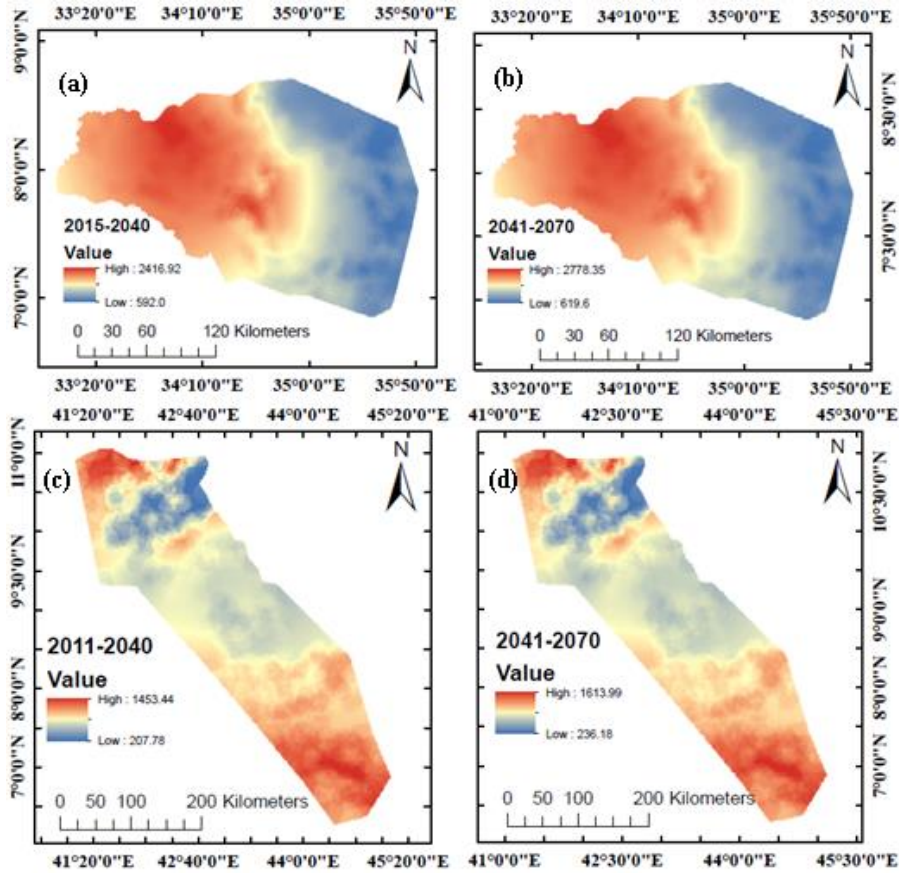 33°20'0"E 34°10'0"E 35°0'0"E 35°50'0"E 33°20'0"E 34°10'0"E 35°0'0"E 35°50'0"E
9°0'0"N
8°0'0"N
7°0'0"N
(a)
N
2015-2040
Value
High : 2416.92
Low : 592.0
0 30 60 120 Kilometers
(b)
N
8°30'0"N
7°30'0"N
2041-2070
Value
High : 2778.35
Low : 619.6
0 30 60 120 Kilometers
33°20'0"E 34°10'0"E 35°0'0"E 35°50'0"E 33°20'0"E 34°10'0"E 35°0'0"E 35°50'0"E
41°20'0"E 42°40'0"E 44°0'0"E 45°20'0"E 41°0'0"E 42°30'0"E 44°0'0"E 45°30'0"E
11°0'0"N
9°30'0"N
8°0'0"N
7°0'0"N
(c)
N
2011-2040
Value
High : 1453.44
Low : 207.78
0 50 100 200 Kilometers
(d)
N
10°30'0"N
9°0'0"N
8°0'0"N
7°0'0"N
2041-2070
Value
High : 1613.99
Low : 236.18
0 50 100 200 Kilometers
41°20'0"E 42°40'0"E 44°0'0"E 45°20'0"E 41°0'0"E 42°30'0"E 44°0'0"E 45°30'0"E